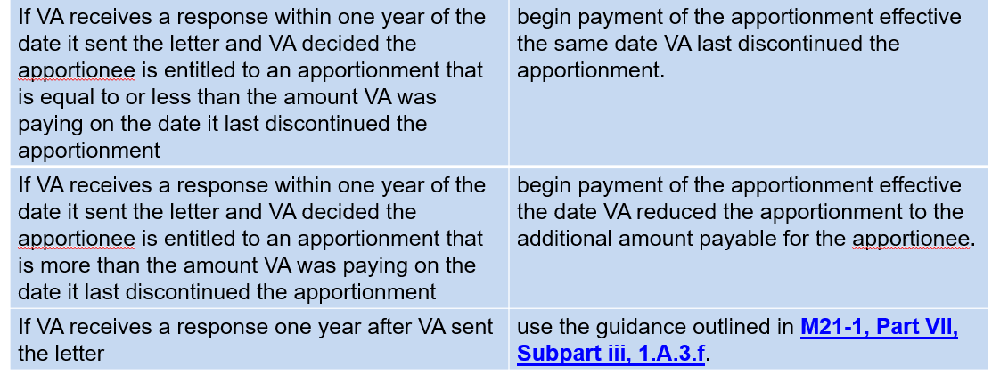 If VA receives a response within one year of the
date it sent the letter and VA decided the
apportionee is entitled to an apportionment that
is equal to or less than the amount VA was
paying on the date it last discontinued the
apportionment
begin payment of the apportionment effective
the same date VA last discontinued the
apportionment.
If VA receives a response within one year of the
date it sent the letter and VA decided the
apportionee is entitled to an apportionment that
is more than the amount VA was paying on the
date it last discontinued the apportionment
begin payment of the apportionment effective
the date VA reduced the apportionment to the
additional amount payable for the apportionee.
If VA receives a response one year after VA sent
the letter
use the guidance outlined in M21-1, Part VII,
Subpart iii, 1.A.3.f.